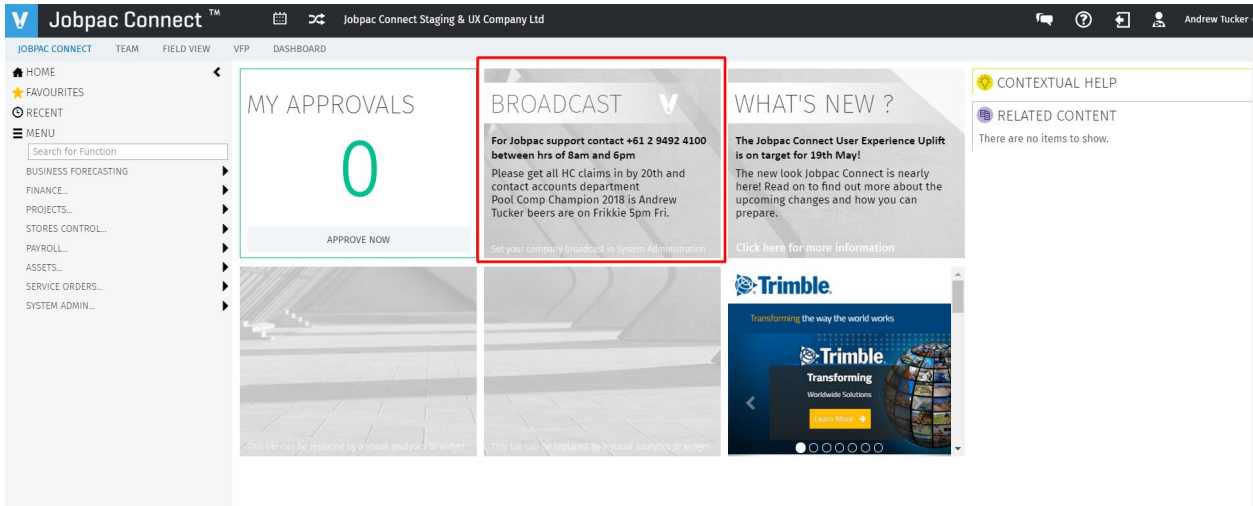 Jobpac Connect ™
Jobpac Connect Staging & UX Company Ltd
Andrew Tucker
JOBPAC CONNECT TEAM FIELD VIEW VFP DASHBOARD
HOME
FAVOURITES
RECENT
MENU
Search for Function
BUSINESS FORECASTING
FINANCE...
PROJECTS...
STORES CONTROL...
PAYROLL...
ASSETS...
SERVICE ORDERS...
SYSTEM ADMIN...
MY APPROVALS
0
APPROVE NOW
BROADCAST
For Jobpac support contact +61 2 9492 4100
between hrs of 8am and 6pm
Please get all HC claims in by 20th and
contact accounts department
Pool Comp Champion 2018 is Andrew
Tucker beers are on Frikkie 5pm Fri.
Set your company broadcast in System Administration
WHAT'S NEW ?
The Jobpac Connect User Experience Uplift
is on target for 19th May!
The new look Jobpac Connect is nearly
here! Read on to find out more about the
upcoming changes and how you can
prepare.
Click here for more information
This tile can be replaced by a visual analytics BI widget
This tile can be replaced by a visual analytics BI widget
Trimble.
Transforming the way the world works
Trimble.
Transforming
Worldwide Solutions
Learn More
CONTEXTUAL HELP
RELATED CONTENT
There are no items to show.